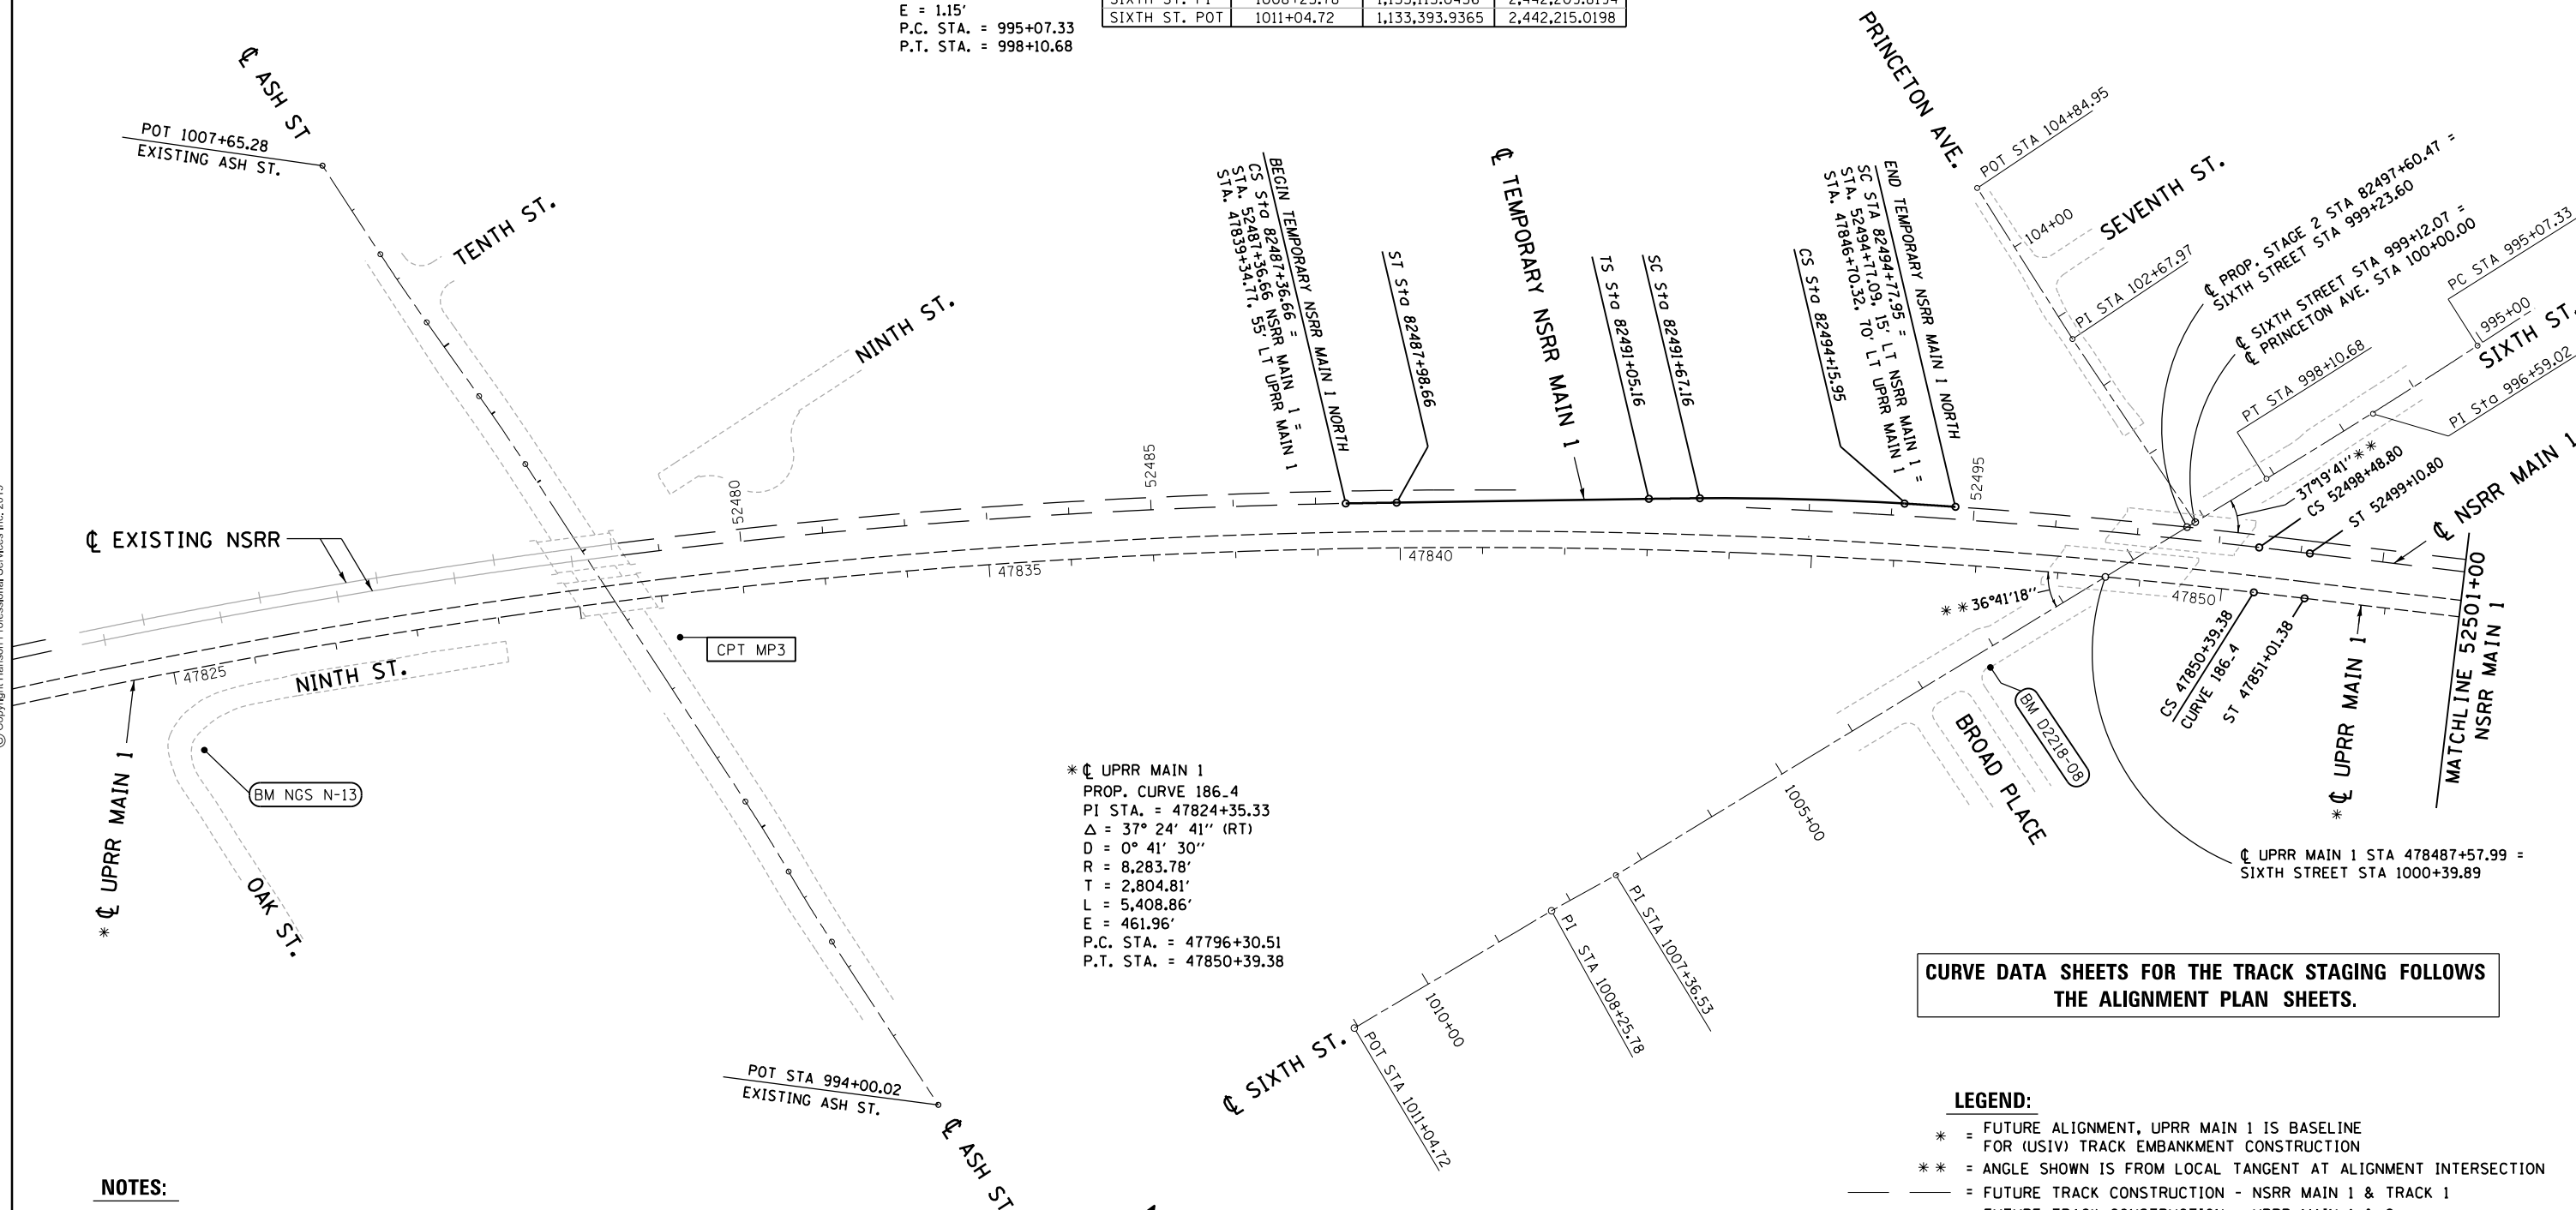 E = 1.15'
P.C. STA. = 995+07.33
P.T. STA. = 998+10.68
SIXTH ST. POT 1011+04.72 1,133,393.9365 2,442,215.0198
℄ ASH ST
POT 1007+65.28
EXISTING ASH ST.
TENTH ST.
NINTH ST.
℄ EXISTING NSRR
52480
52485
BEGIN TEMPORARY NSRR MAIN 1 NORTH
CS Sta 82487+36.66 =
STA. 52487+36.66 NSRR MAIN 1 =
STA. 47839+34.77, 55' LT UPRR MAIN 1
ST Sta 82487+98.66
℄ TEMPORARY NSRR MAIN 1
TS Sta 82491+05.16
SC Sta 82491+67.16
CS Sta 82494+15.95
END TEMPORARY NSRR MAIN 1 NORTH
SC STA 82494+77.95 =
STA. 52494+77.09, 15' LT NSRR MAIN 1 =
STA. 47846+70.32, 70' LT UPRR MAIN 1
52495
PRINCETON AVE.
POT STA 104+84.95
104+00
SEVENTH ST.
PI STA 102+67.97
℄ PROP. STAGE 2 STA 82497+60.47 =
SIXTH STREET STA 999+23.60
℄ SIXTH STREET STA 999+12.07 =
℄ PRINCETON AVE. STA 100+00.00
PC STA 995+07.33
995+00
SIXTH ST.
PI Sta 996+59.02
PT STA 998+10.68
37°19'41"**
CS 52498+48.80
ST 52499+10.80
℄ NSRR MAIN 1
47825
47835
47840
47850
**36°41'18"
CPT MP3
NINTH ST.
BM NGS N-13
OAK ST.
*℄ UPRR MAIN 1
*℄ UPRR MAIN 1
PROP. CURVE 186_4
PI STA. = 47824+35.33
Δ = 37° 24' 41'' (RT)
D = 0° 41' 30''
R = 8,283.78'
T = 2,804.81'
L = 5,408.86'
E = 461.96'
P.C. STA. = 47796+30.51
P.T. STA. = 47850+39.38
CS 47850+39.38
CURVE 186_4
ST 47851+01.38
*℄ UPRR MAIN 1
MATCHLINE 52501+00
NSRR MAIN 1
BM D2218-08
BROAD PLACE
℄ UPRR MAIN 1 STA 478487+57.99 =
SIXTH STREET STA 1000+39.89
1005+00
PI STA 1007+36.53
PI STA 1008+25.78
1010+00
POT STA 1011+04.72
℄ SIXTH ST.
POT STA 994+00.02
EXISTING ASH ST.
℄ ASH ST
CURVE DATA SHEETS FOR THE TRACK STAGING FOLLOWS
THE ALIGNMENT PLAN SHEETS.
LEGEND:
* = FUTURE ALIGNMENT, UPRR MAIN 1 IS BASELINE
FOR (USIV) TRACK EMBANKMENT CONSTRUCTION
** = ANGLE SHOWN IS FROM LOCAL TANGENT AT ALIGNMENT INTERSECTION
= FUTURE TRACK CONSTRUCTION - NSRR MAIN 1 & TRACK 1
NOTES: